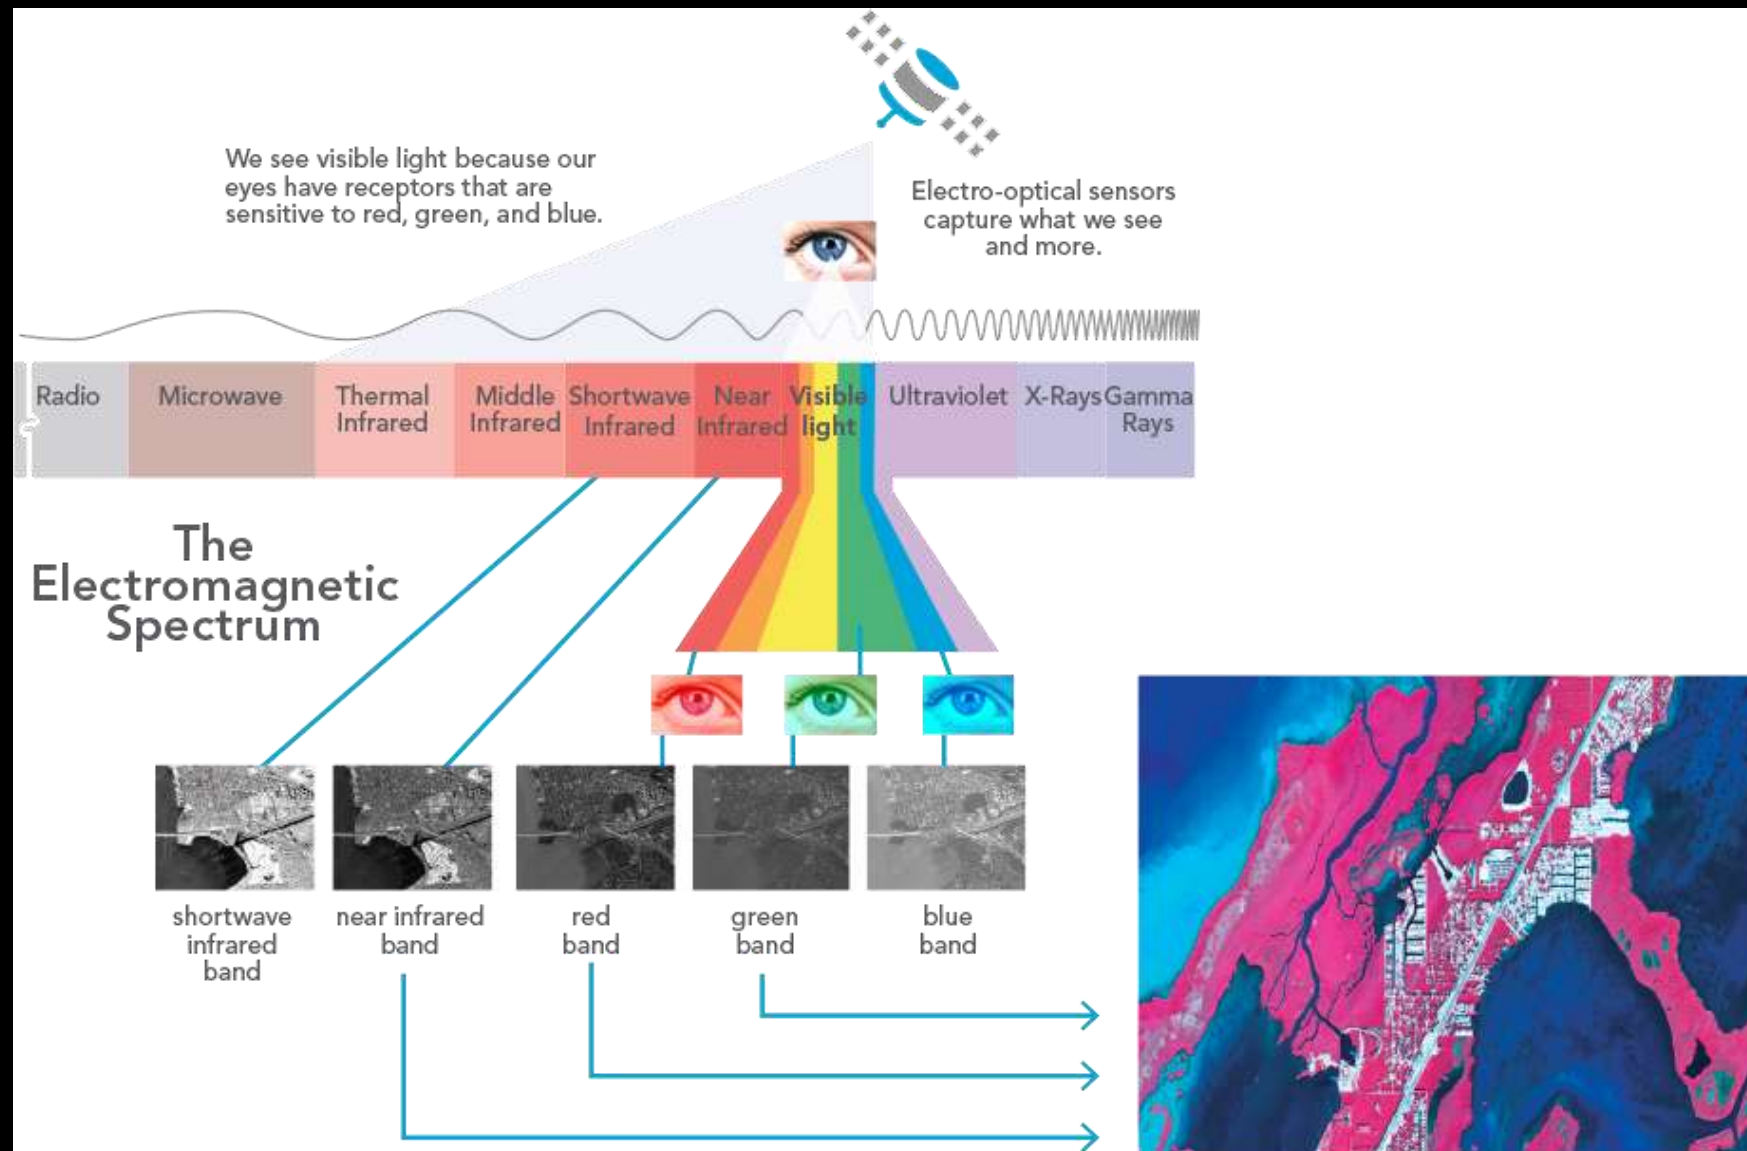 We see visible light because our
eyes have receptors that are
sensitive to red, green, and blue.
Electro-optical sensors
capture what we see
and more.
Radio
Microwave
Thermal
Infrared
Middle
Infrared
Shortwave
Infrared
Near
Infrared
Visible
light
Ultraviolet
X-Rays
Gamma
Rays
The
Electromagnetic
Spectrum
shortwave
infrared
band
near infrared
band
red
band
green
band
blue
band